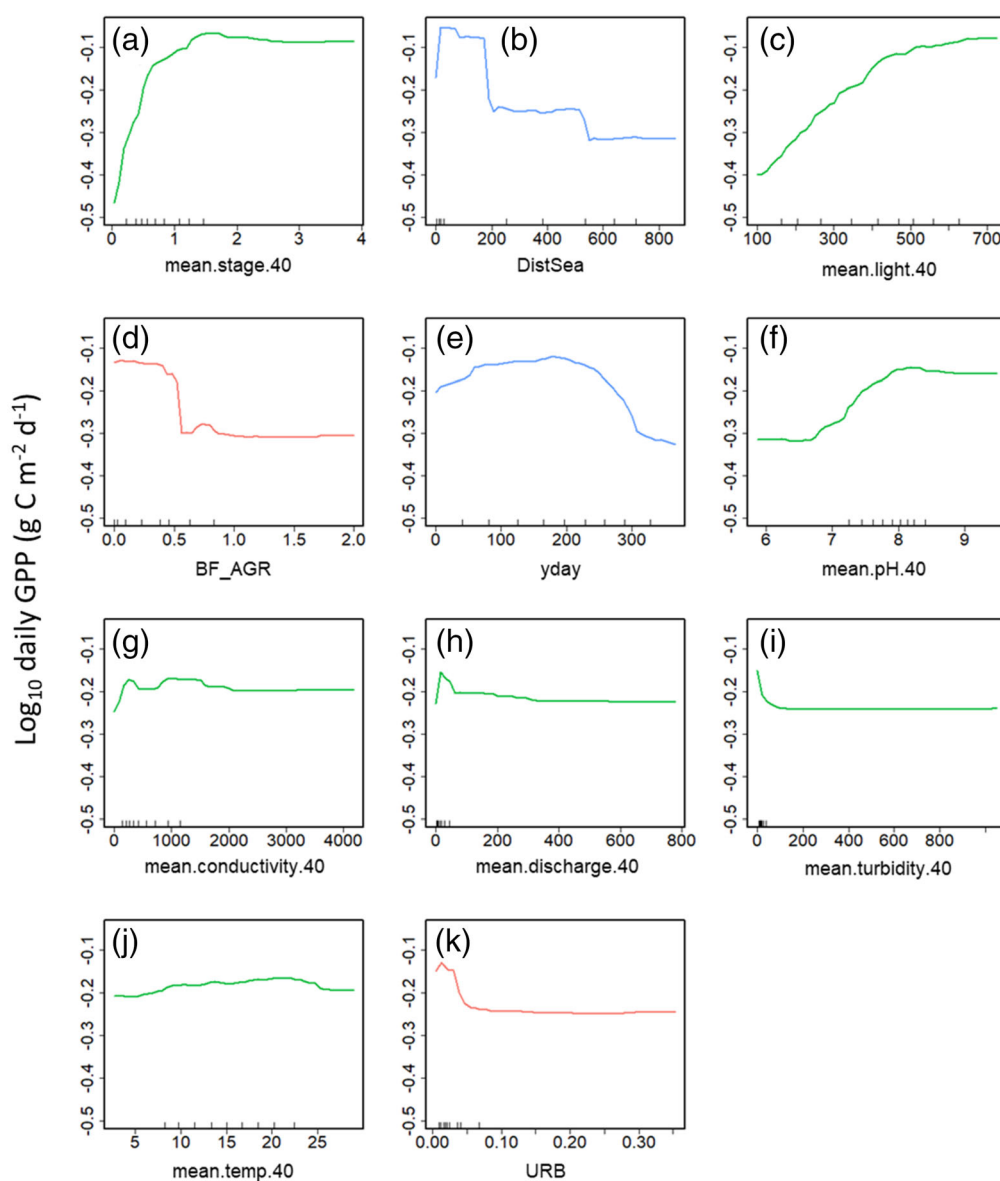 Log10 daily GPP (g C m-2 d-1)
(a)
-0.1
-0.2
-0.3
-0.4
-0.5
0 1 2 3 4
mean.stage.40
(b)
-0.1
-0.2
-0.3
-0.4
-0.5
0 200 400 600 800
DistSea
(c)
-0.1
-0.2
-0.3
-0.4
-0.5
100 300 500 700
mean.light.40
(d)
-0.1
-0.2
-0.3
-0.4
-0.5
0.0 0.5 1.0 1.5 2.0
BF_AGR
(e)
-0.1
-0.2
-0.3
-0.4
-0.5
0 100 200 300
yday
(f)
-0.1
-0.2
-0.3
-0.4
-0.5
6 7 8 9
mean.pH.40
(g)
-0.1
-0.2
-0.3
-0.4
-0.5
0 1000 2000 3000 4000
mean.conductivity.40
(h)
-0.1
-0.2
-0.3
-0.4
-0.5
0 200 400 600 800
mean.discharge.40
(i)
-0.1
-0.2
-0.3
-0.4
-0.5
0 200 400 600 800
mean.turbidity.40
(j)
-0.1
-0.2
-0.3
-0.4
-0.5
5 10 15 20 25
mean.temp.40
(k)
-0.1
-0.2
-0.3
-0.4
-0.5
0.00 0.10 0.20 0.30
URB